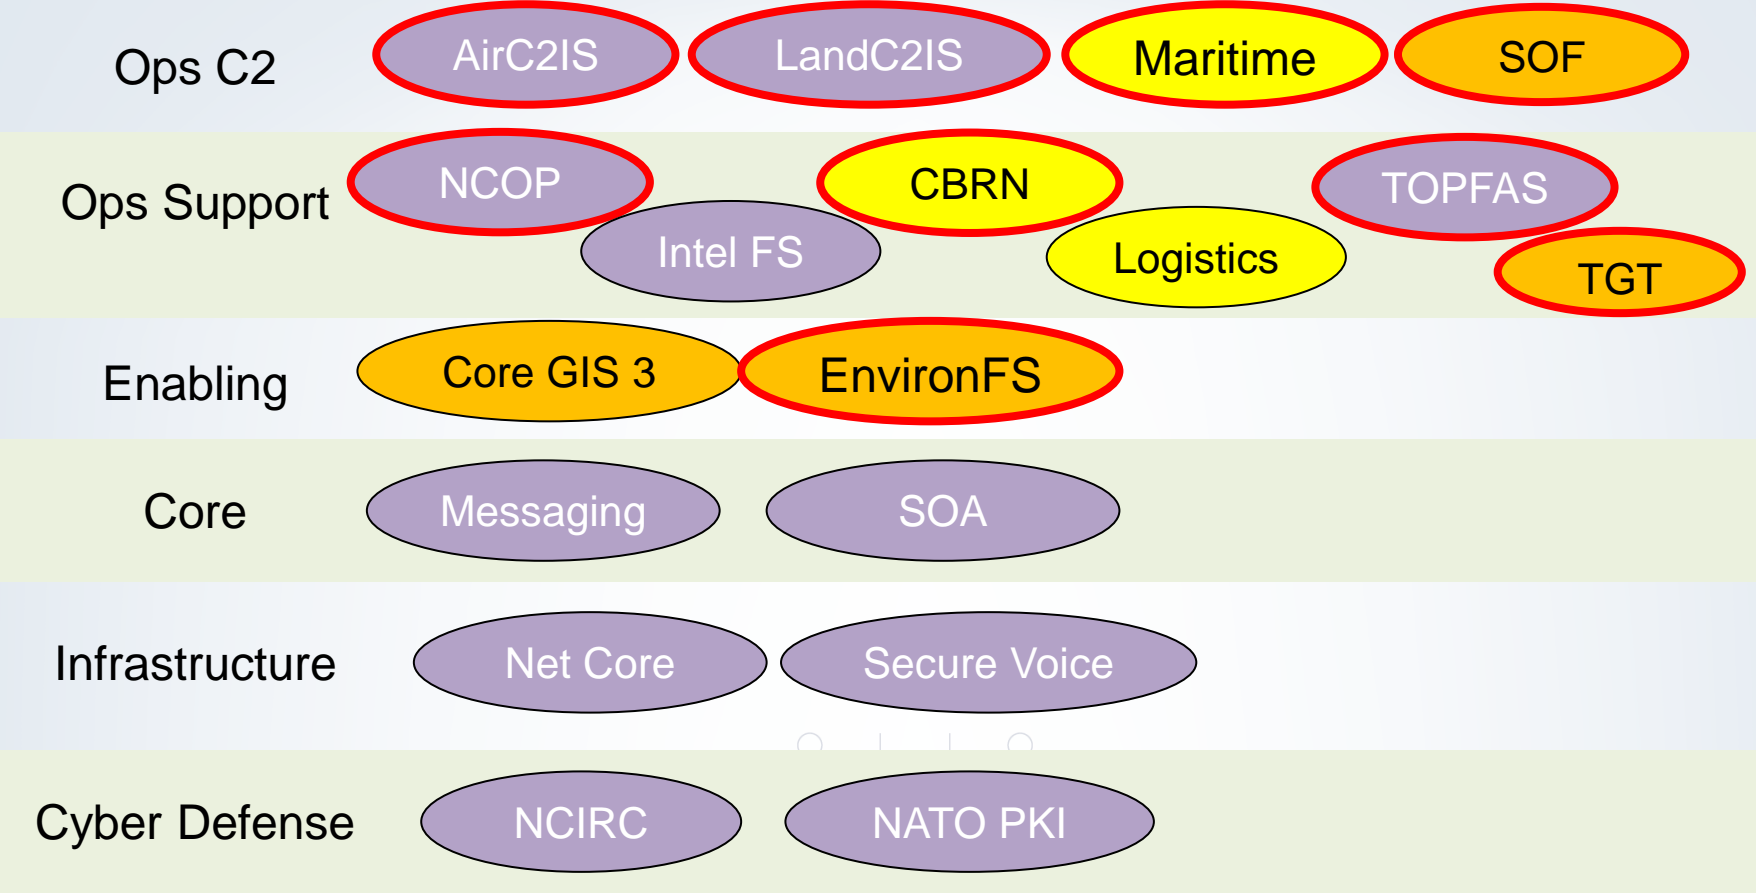 Ops C2
AirC2IS
LandC2IS
Maritime
SOF
Ops Support
NCOP
CBRN
TOPFAS
Intel FS
Logistics
TGT
Enabling
Core GIS 3
EnvironFS
Core
Messaging
SOA
Infrastructure
Net Core
Secure Voice
Cyber Defense
NCIRC
NATO PKI